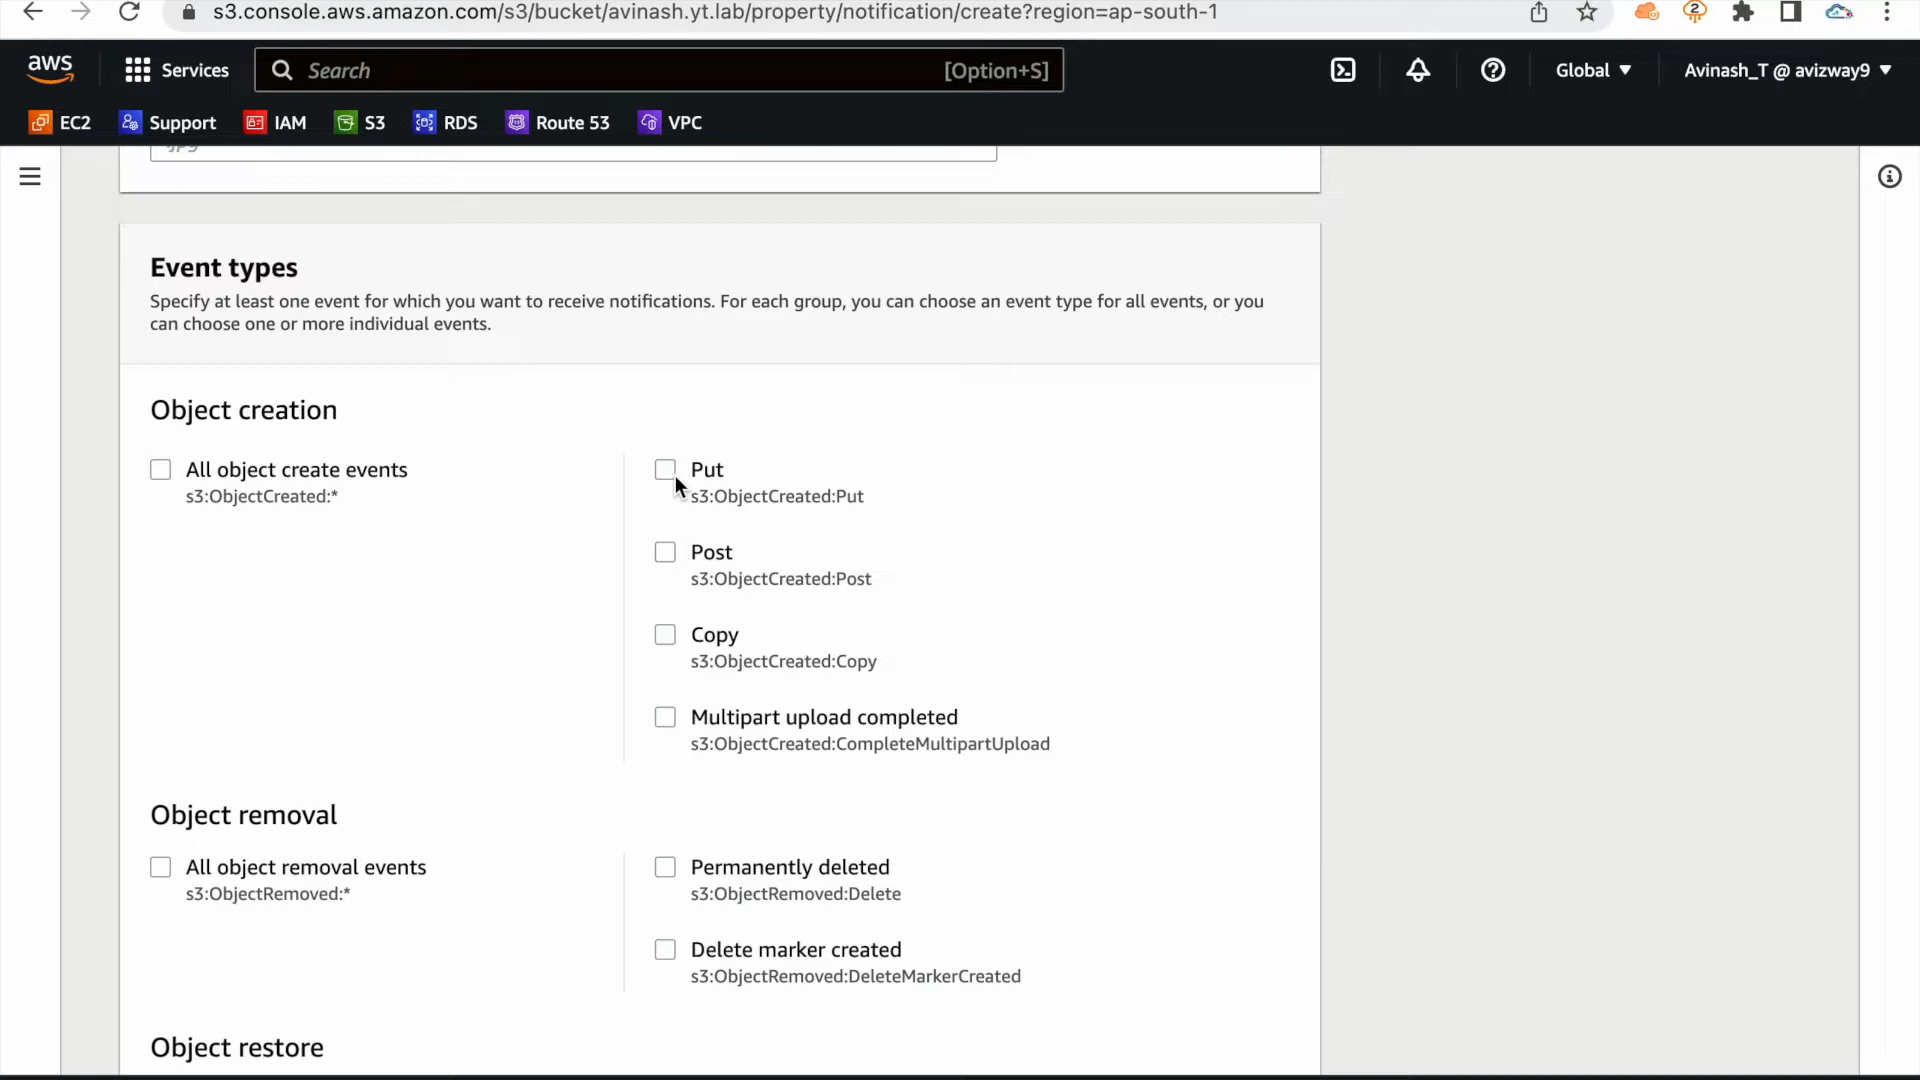 s3.console.aws.amazon.com/s3/bucket/avinash.yt.lab/property/notification/create?region=ap-south-1
2
aws
Services
Search
[Option+S]
Global
Avinash_T @ avizway9
EC2
Support
IAM
S3
RDS
Route 53
VPC
.jpg
Event types
Specify at least one event for which you want to receive notifications. For each group, you can choose an event type for all events, or you
can choose one or more individual events.
Object creation
All object create events
s3:ObjectCreated:*
Put
s3:ObjectCreated:Put
Post
s3:ObjectCreated:Post
Copy
s3:ObjectCreated:Copy
Multipart upload completed
s3:ObjectCreated:CompleteMultipartUpload
Object removal
All object removal events
s3:ObjectRemoved:*
Permanently deleted
s3:ObjectRemoved:Delete
Delete marker created
s3:ObjectRemoved:DeleteMarkerCreated
Object restore